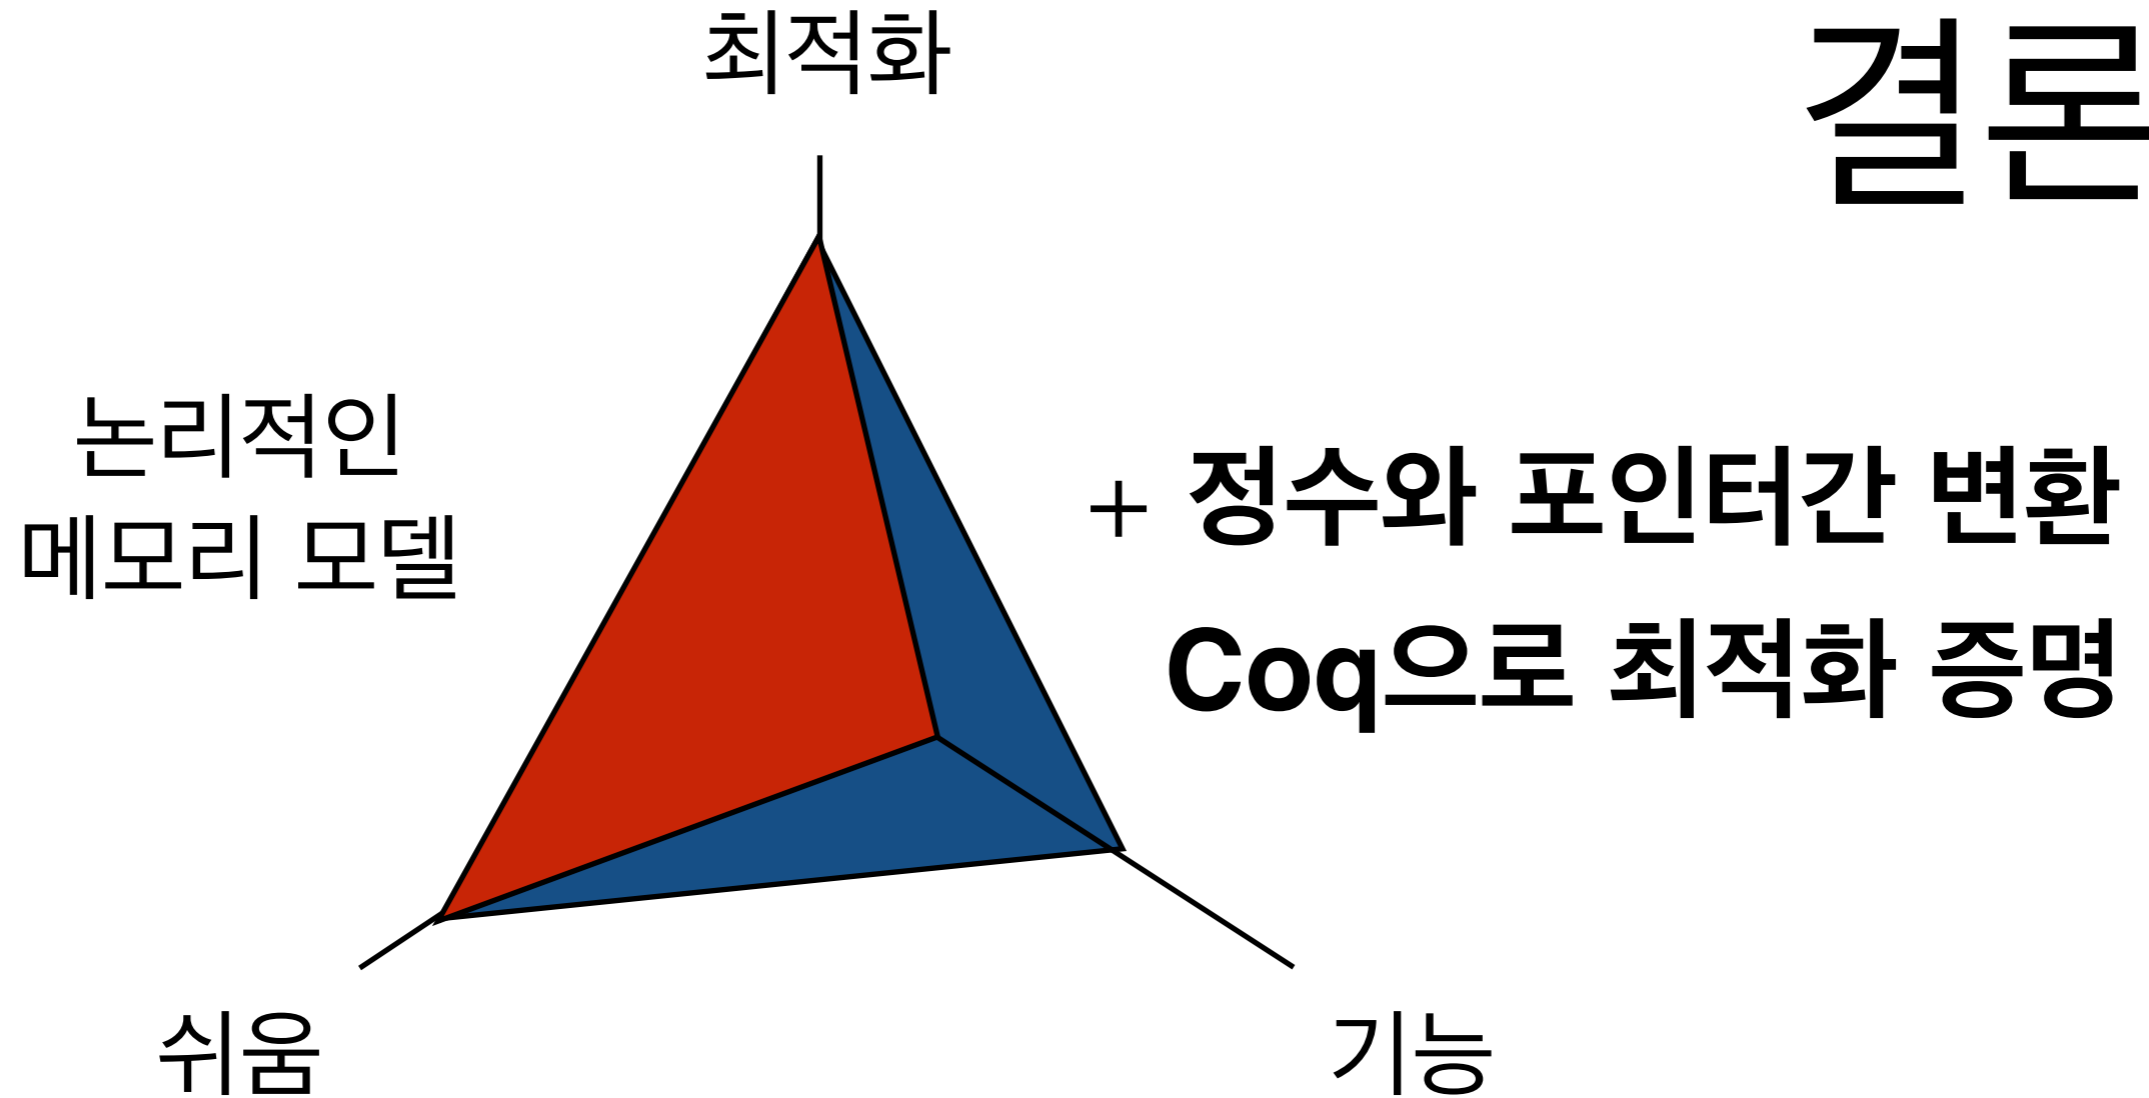 결론
최적화
논리적인
메모리 모델
+ 정수와 포인터간 변환
Coq으로 최적화 증명
쉬움
기능